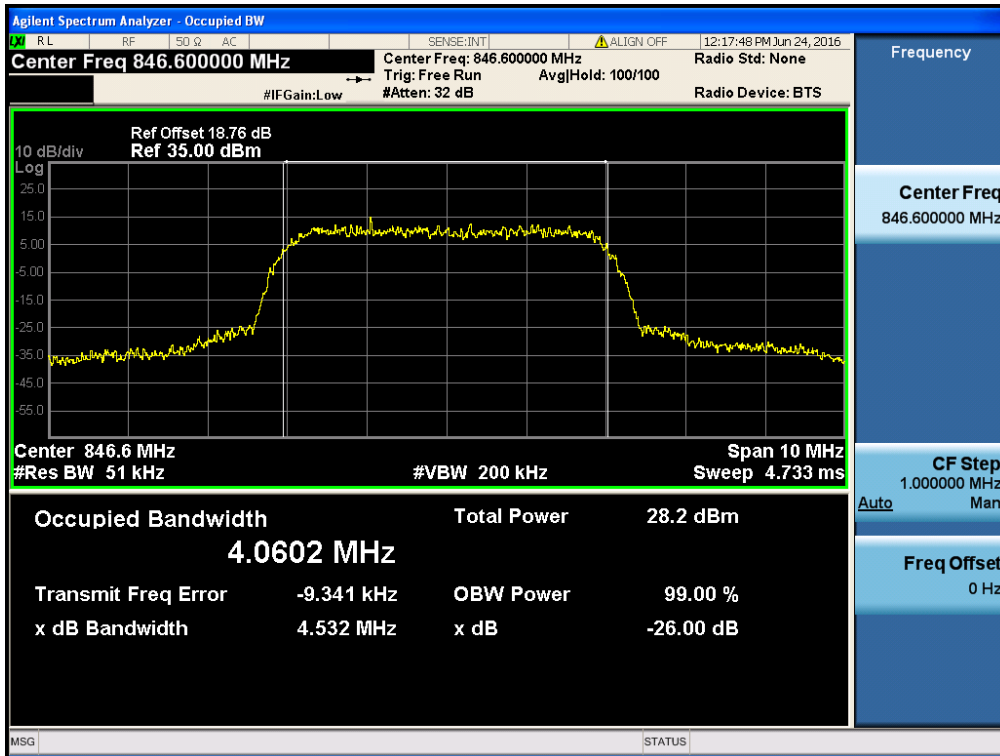 Agilent Spectrum Analyzer - Occupied BW
LXI RL RF 50 Ω AC SENSE:INT ALIGN OFF 12:17:48 PM Jun 24, 2016
Center Freq 846.600000 MHz
Center Freq: 846.600000 MHz
Radio Std: None
Trig: Free Run Avg|Hold: 100/100
#IFGain:Low
#Atten: 32 dB
Radio Device: BTS
Ref Offset 18.76 dB
10 dB/div Ref 35.00 dBm
Log
25.0
15.0
5.00
-5.00
-15.0
-25.0
-35.0
-45.0
-55.0
Center 846.6 MHz Span 10 MHz
#Res BW 51 kHz #VBW 200 kHz Sweep 4.733 ms
Occupied Bandwidth Total Power 28.2 dBm
4.0602 MHz
Transmit Freq Error -9.341 kHz OBW Power 99.00 %
x dB Bandwidth 4.532 MHz x dB -26.00 dB
MSG STATUS
Frequency
Center Freq
846.600000 MHz
CF Step
1.000000 MHz
Auto Man
Freq Offset
0 Hz